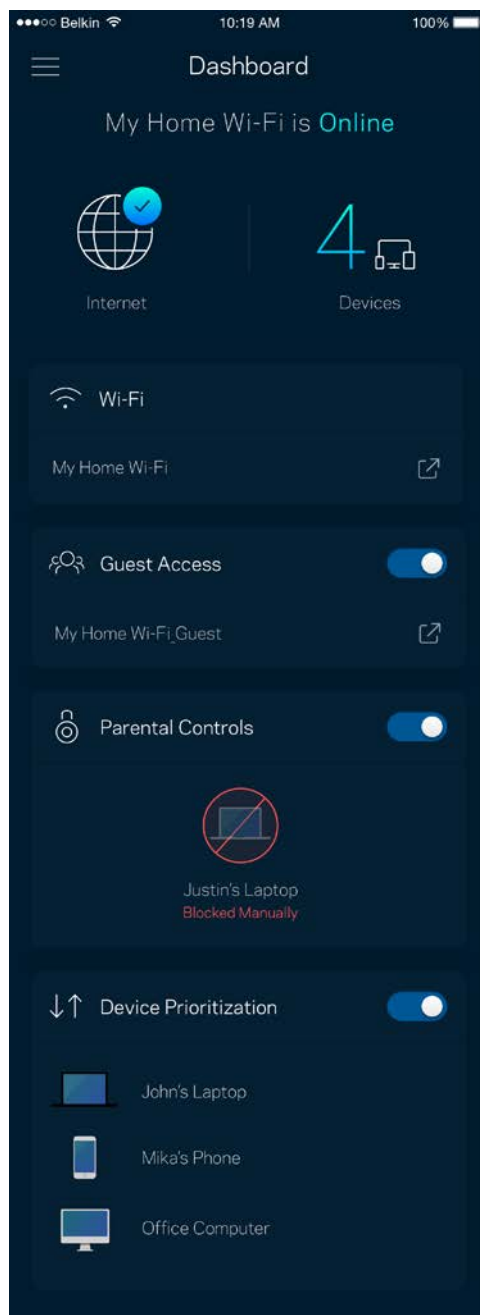 Belkin 10:19 AM 100%
Dashboard
My Home Wi-Fi is Online
4
Internet Devices
Wi-Fi
My Home Wi-Fi
Guest Access
My Home Wi-Fi_Guest
Parental Controls
Justin's Laptop
Blocked Manually
Device Prioritization
John's Laptop
Mika's Phone
Office Computer